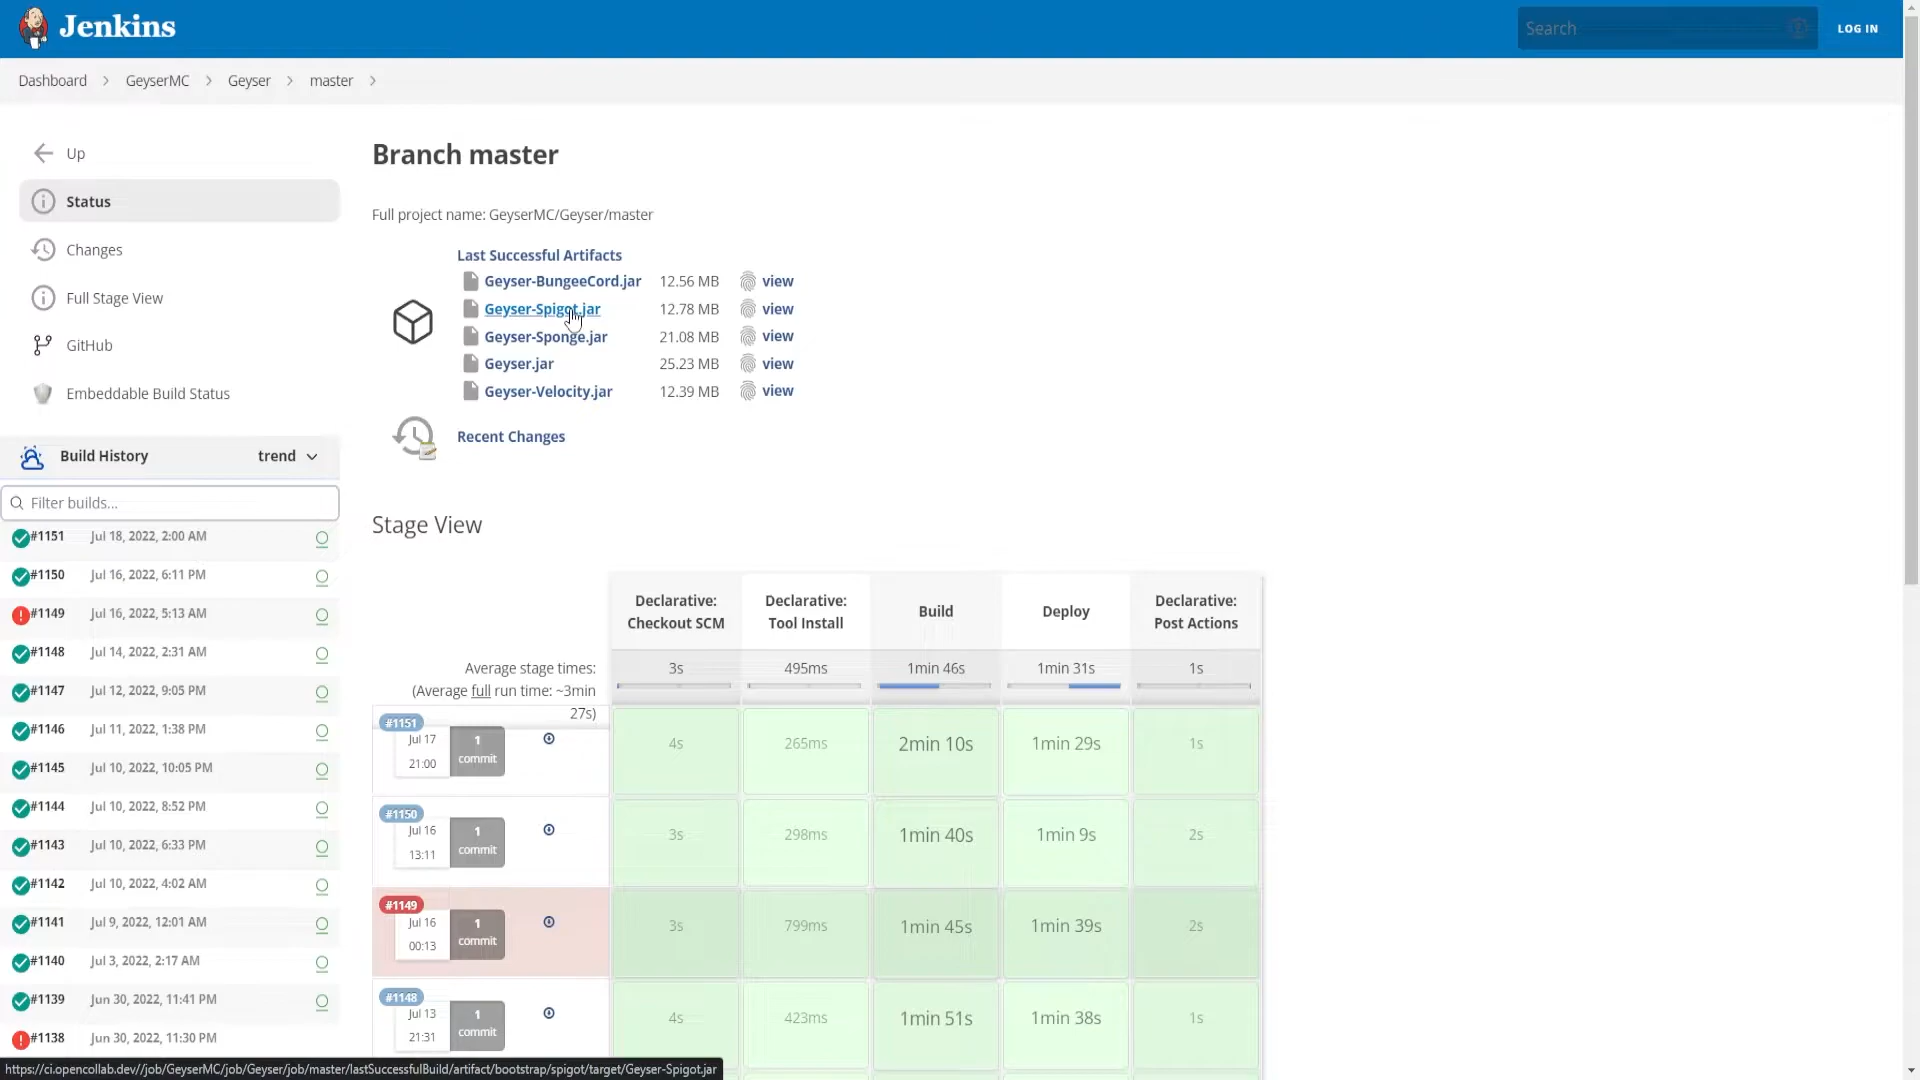 Jenkins
Search
LOG IN
Dashboard
GeyserMC
Geyser
master
Up
Status
Changes
Full Stage View
GitHub
Embeddable Build Status
Build History
trend
Filter builds...
#1151 Jul 18, 2022, 2:00 AM
#1150 Jul 16, 2022, 6:11 PM
#1149 Jul 16, 2022, 5:13 AM
#1148 Jul 14, 2022, 2:31 AM
#1147 Jul 12, 2022, 9:05 PM
#1146 Jul 11, 2022, 1:38 PM
#1145 Jul 10, 2022, 10:05 PM
#1144 Jul 10, 2022, 8:52 PM
#1143 Jul 10, 2022, 6:33 PM
#1142 Jul 10, 2022, 4:02 AM
#1141 Jul 9, 2022, 12:01 AM
#1140 Jul 3, 2022, 2:17 AM
#1139 Jun 30, 2022, 11:41 PM
#1138 Jun 30, 2022, 11:30 PM
Branch master
Full project name: GeyserMC/Geyser/master
Last Successful Artifacts
Geyser-BungeeCord.jar 12.56 MB view
Geyser-Spigot.jar 12.78 MB view
Geyser-Sponge.jar 21.08 MB view
Geyser.jar 25.23 MB view
Geyser-Velocity.jar 12.39 MB view
Recent Changes
Stage View
Declarative: Checkout SCM
Declarative: Tool Install
Build
Deploy
Declarative: Post Actions
Average stage times:
(Average full run time: ~3min
27s)
3s 495ms 1min 46s 1min 31s 1s
#1151
Jul 17
21:00
1
commit
4s 265ms 2min 10s 1min 29s 1s
#1150
Jul 16
13:11
1
commit
3s 298ms 1min 40s 1min 9s 2s
#1149
Jul 16
00:13
1
commit
3s 799ms 1min 45s 1min 39s 2s
#1148
Jul 13
21:31
1
commit
4s 423ms 1min 51s 1min 38s 1s
https://ci.opencollab.dev//job/GeyserMC/job/Geyser/job/master/lastSuccessfulBuild/artifact/bootstrap/spigot/target/Geyser-Spigot.jar